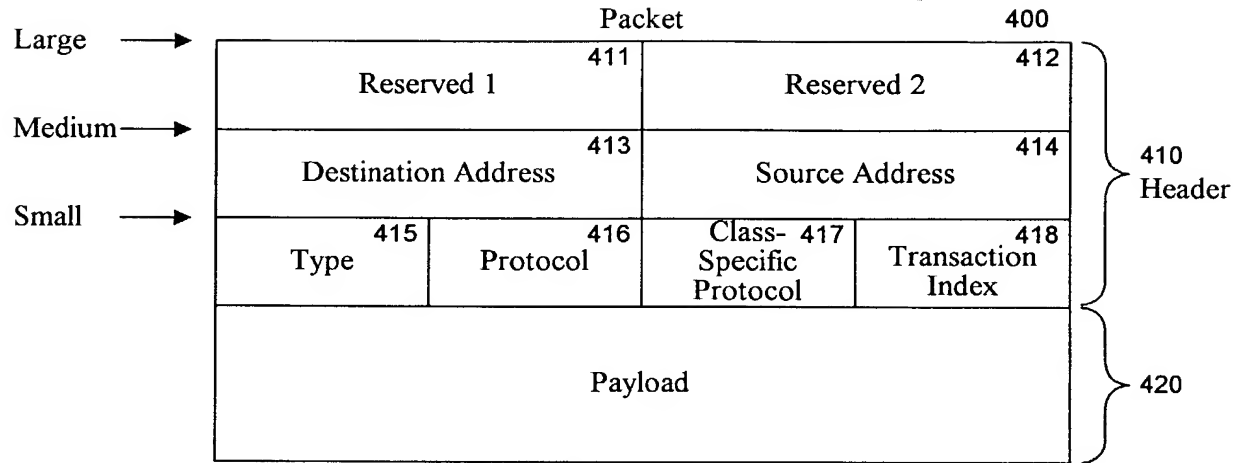 Packet 400
Large
411 412
Reserved 1 Reserved 2
Medium
413 414
Destination Address Source Address
410
Header
Small
415 416 Class- 417 418
Type Protocol Specific Transaction
Protocol Index
Payload
420